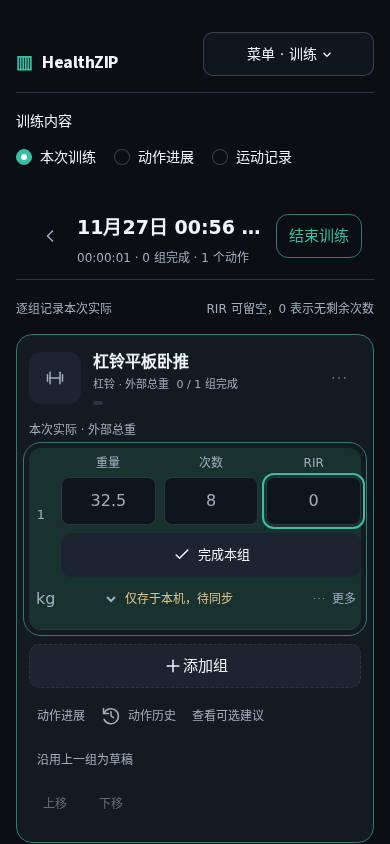 HealthZIP
菜单 · 训练
训练内容
本次训练 动作进展 运动记录
11月27日 00:56 ...
00:00:01 · 0 组完成 · 1 个动作
结束训练
逐组记录本次实际 RIR 可留空，0 表示无剩余次数
杠铃平板卧推
杠铃 · 外部总重 0 / 1 组完成
...
本次实际 · 外部总重
重量 次数 RIR
1 32.5 8 0
完成本组
kg 仅存于本机，待同步 ... 更多
添加组
动作进展 动作历史 查看可选建议
沿用上一组为草稿
上移 下移